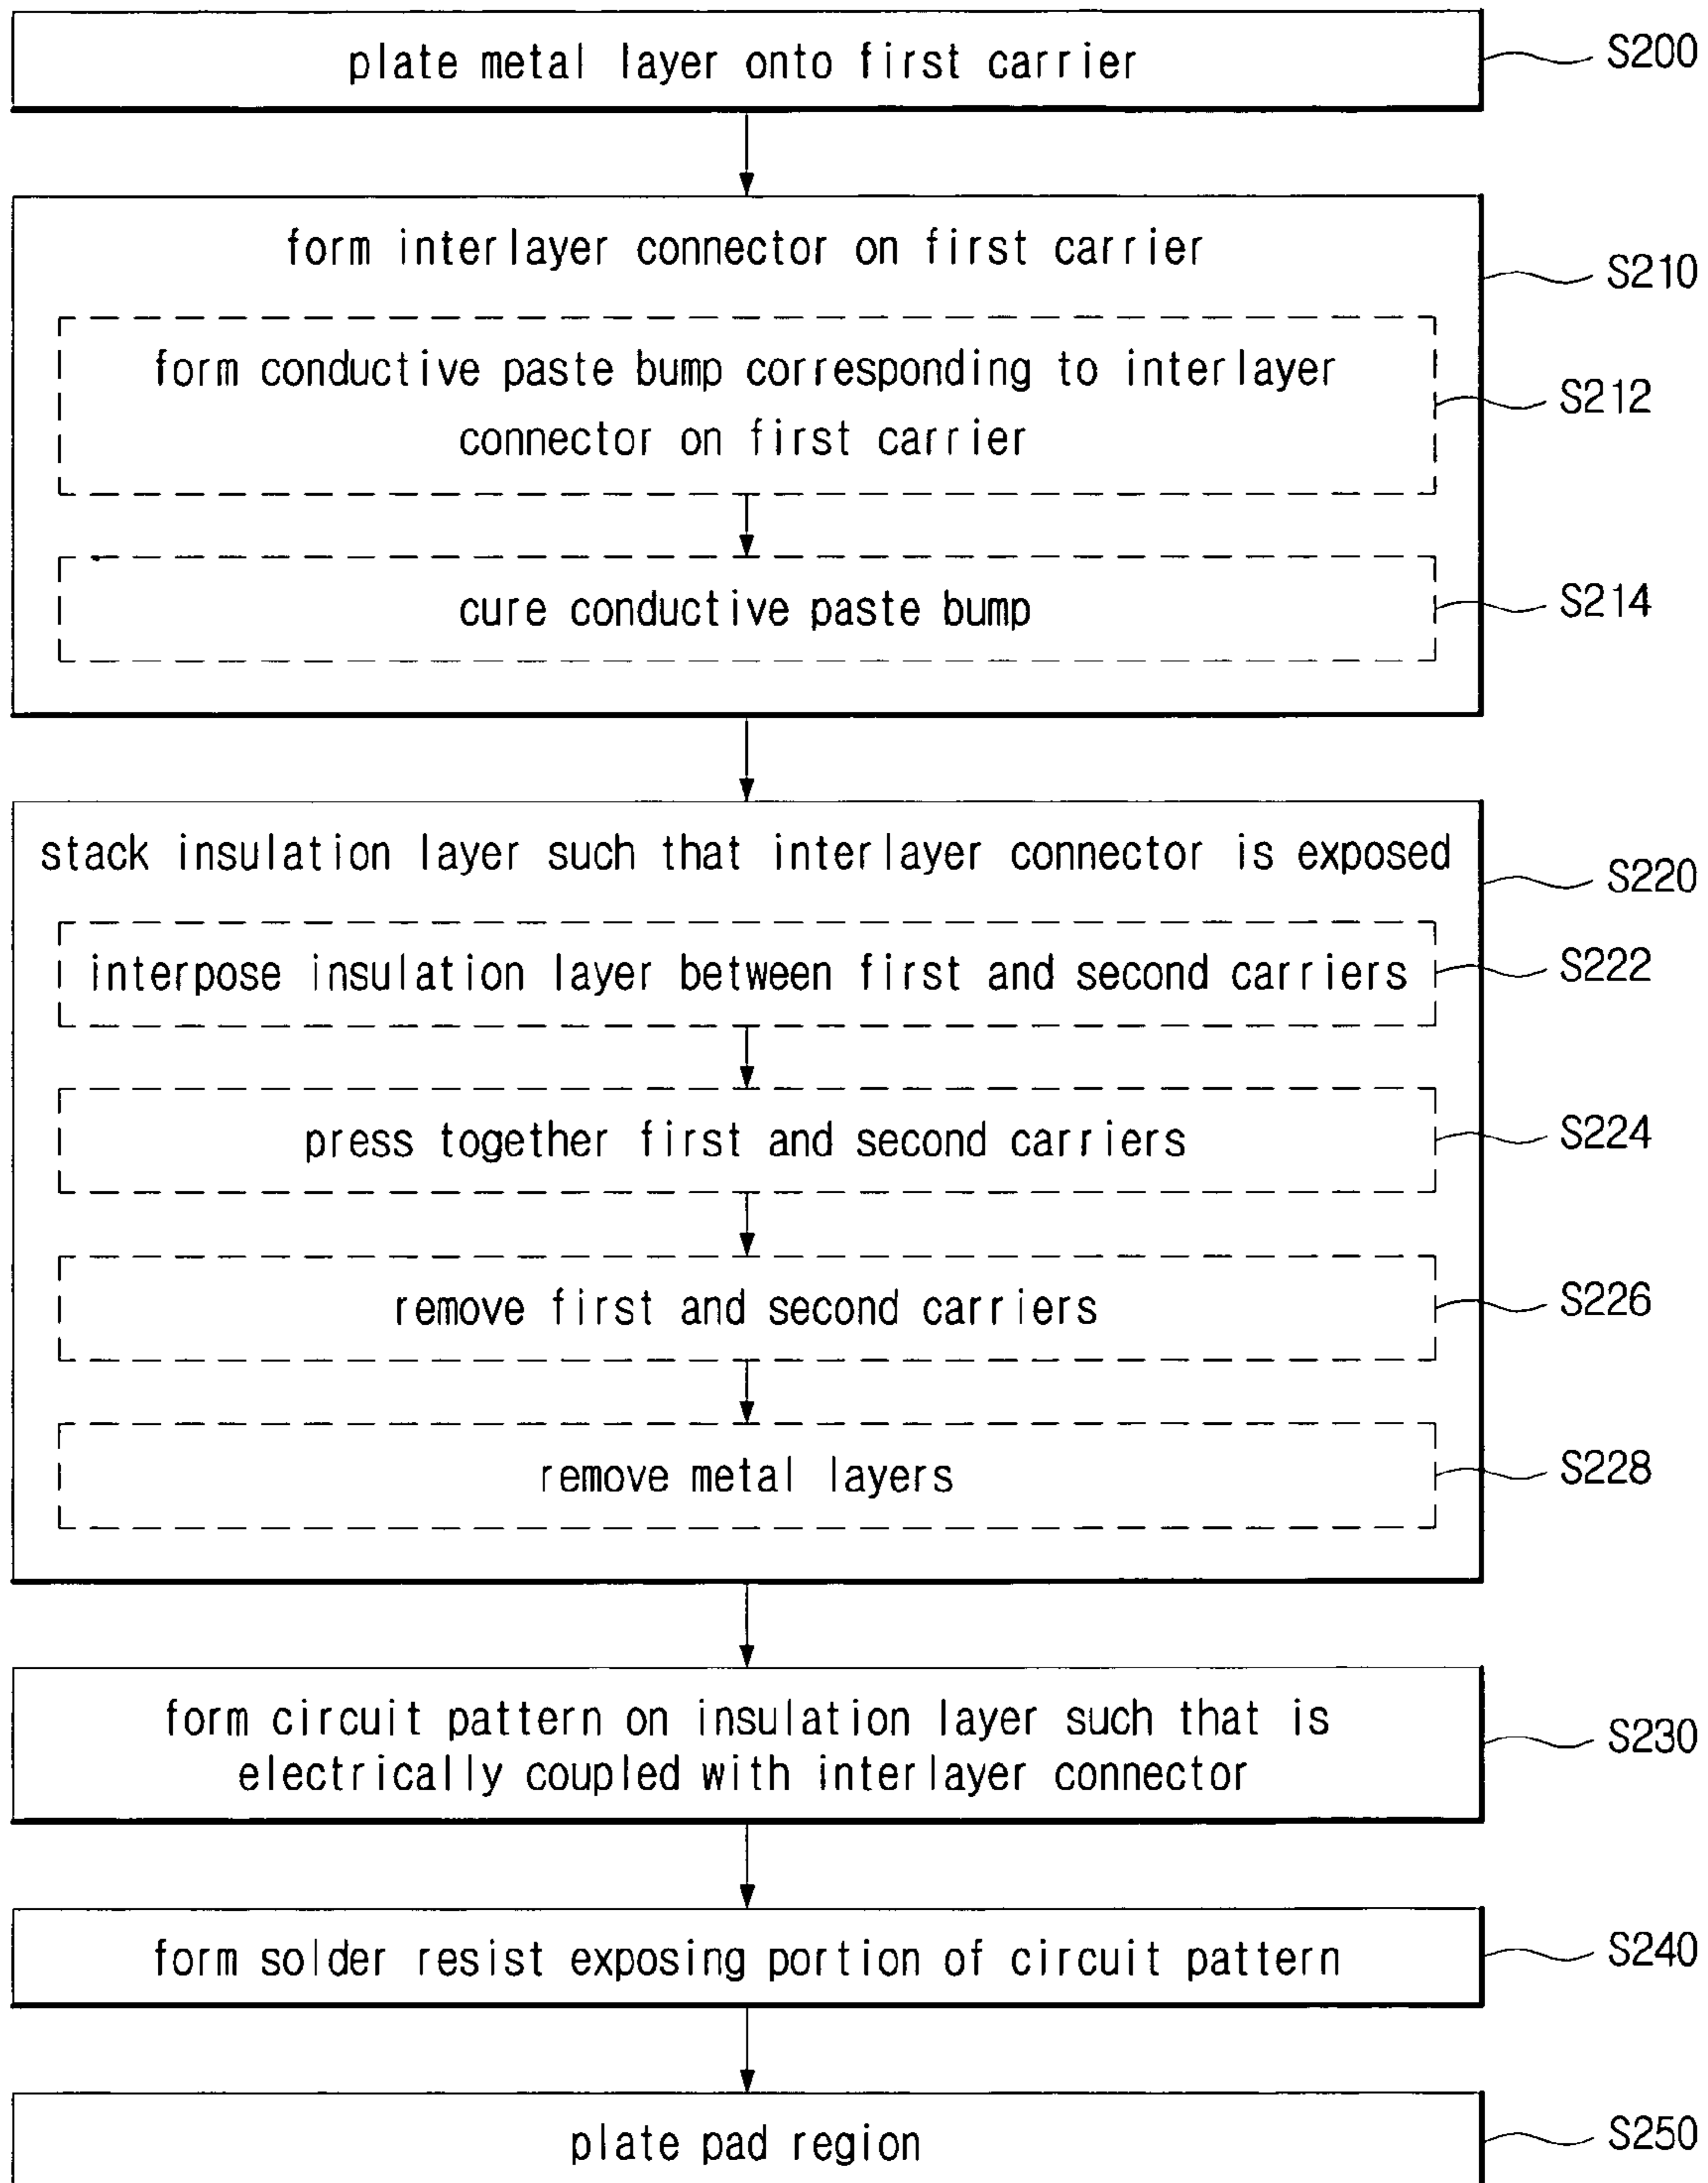 plate metal layer onto first carrier
S200
form interlayer connector on first carrier
S210
form conductive paste bump corresponding to interlayer
connector on first carrier
S212
cure conductive paste bump
S214
stack insulation layer such that interlayer connector is exposed
S220
interpose insulation layer between first and second carriers
S222
press together first and second carriers
S224
remove first and second carriers
S226
remove metal layers
S228
form circuit pattern on insulation layer such that is
electrically coupled with interlayer connector
S230
form solder resist exposing portion of circuit pattern
S240
plate pad region
S250